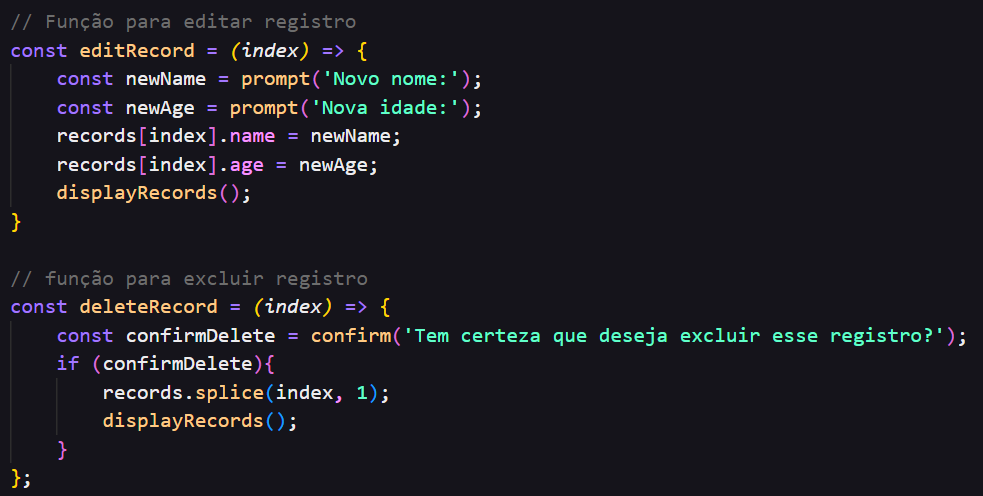 // Função para editar registro
const editRecord = (index) => {
    const newName = prompt('Novo nome:');
    const newAge = prompt('Nova idade:');
    records[index].name = newName;
    records[index].age = newAge;
    displayRecords();
}

// função para excluir registro
const deleteRecord = (index) => {
    const confirmDelete = confirm('Tem certeza que deseja excluir esse registro?');
    if (confirmDelete){
        records.splice(index, 1);
        displayRecords();
    }
};